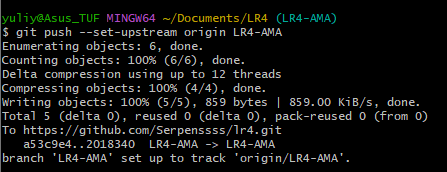 yuliy@Asus_TUF MINGW64 ~/Documents/LR4 (LR4-AMA)
$ git push --set-upstream origin LR4-AMA
Enumerating objects: 6, done.
Counting objects: 100% (6/6), done.
Delta compression using up to 12 threads
Compressing objects: 100% (4/4), done.
Writing objects: 100% (5/5), 859 bytes | 859.00 KiB/s, done.
Total 5 (delta 0), reused 0 (delta 0), pack-reused 0 (from 0)
To https://github.com/Serpenssss/lr4.git
   a53c9e4..2018340  LR4-AMA -> LR4-AMA
branch 'LR4-AMA' set up to track 'origin/LR4-AMA'.